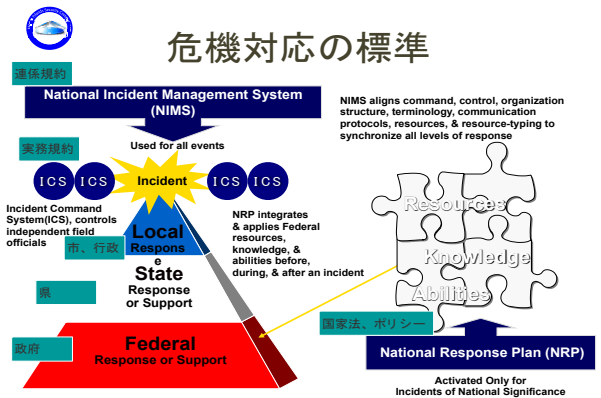 危機対応の標準
連係規約
National Incident Management System
(NIMS)
NIMS aligns command, control, organization
structure, terminology, communication
protocols, resources, & resource-typing to
synchronize all levels of response
実務規約
Used for all events
ICS
ICS
Incident
ICS
ICS
Incident Command
System(ICS), controls
independent field
officials
NRP integrates
& applies Federal
resources,
knowledge, &
abilities before,
during, & after an incident
Resources
Knowledge
Abilities
Local
Respons
e
市、行政
State
Response
or Support
県
国家法、ポリシー
政府
Federal
Response or Support
National Response Plan (NRP)
Activated Only for
Incidents of National Significance